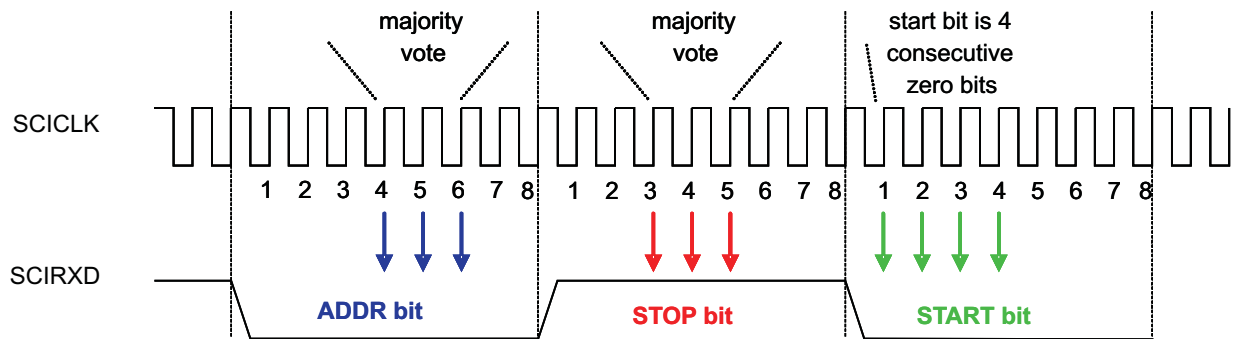 majority
vote
majority
vote
start bit is 4
consecutive
zero bits
SCICLK
1 2 3 4 5 6 7 8 1 2 3 4 5 6 7 8 1 2 3 4 5 6 7 8
SCIRXD
ADDR bit STOP bit START bit